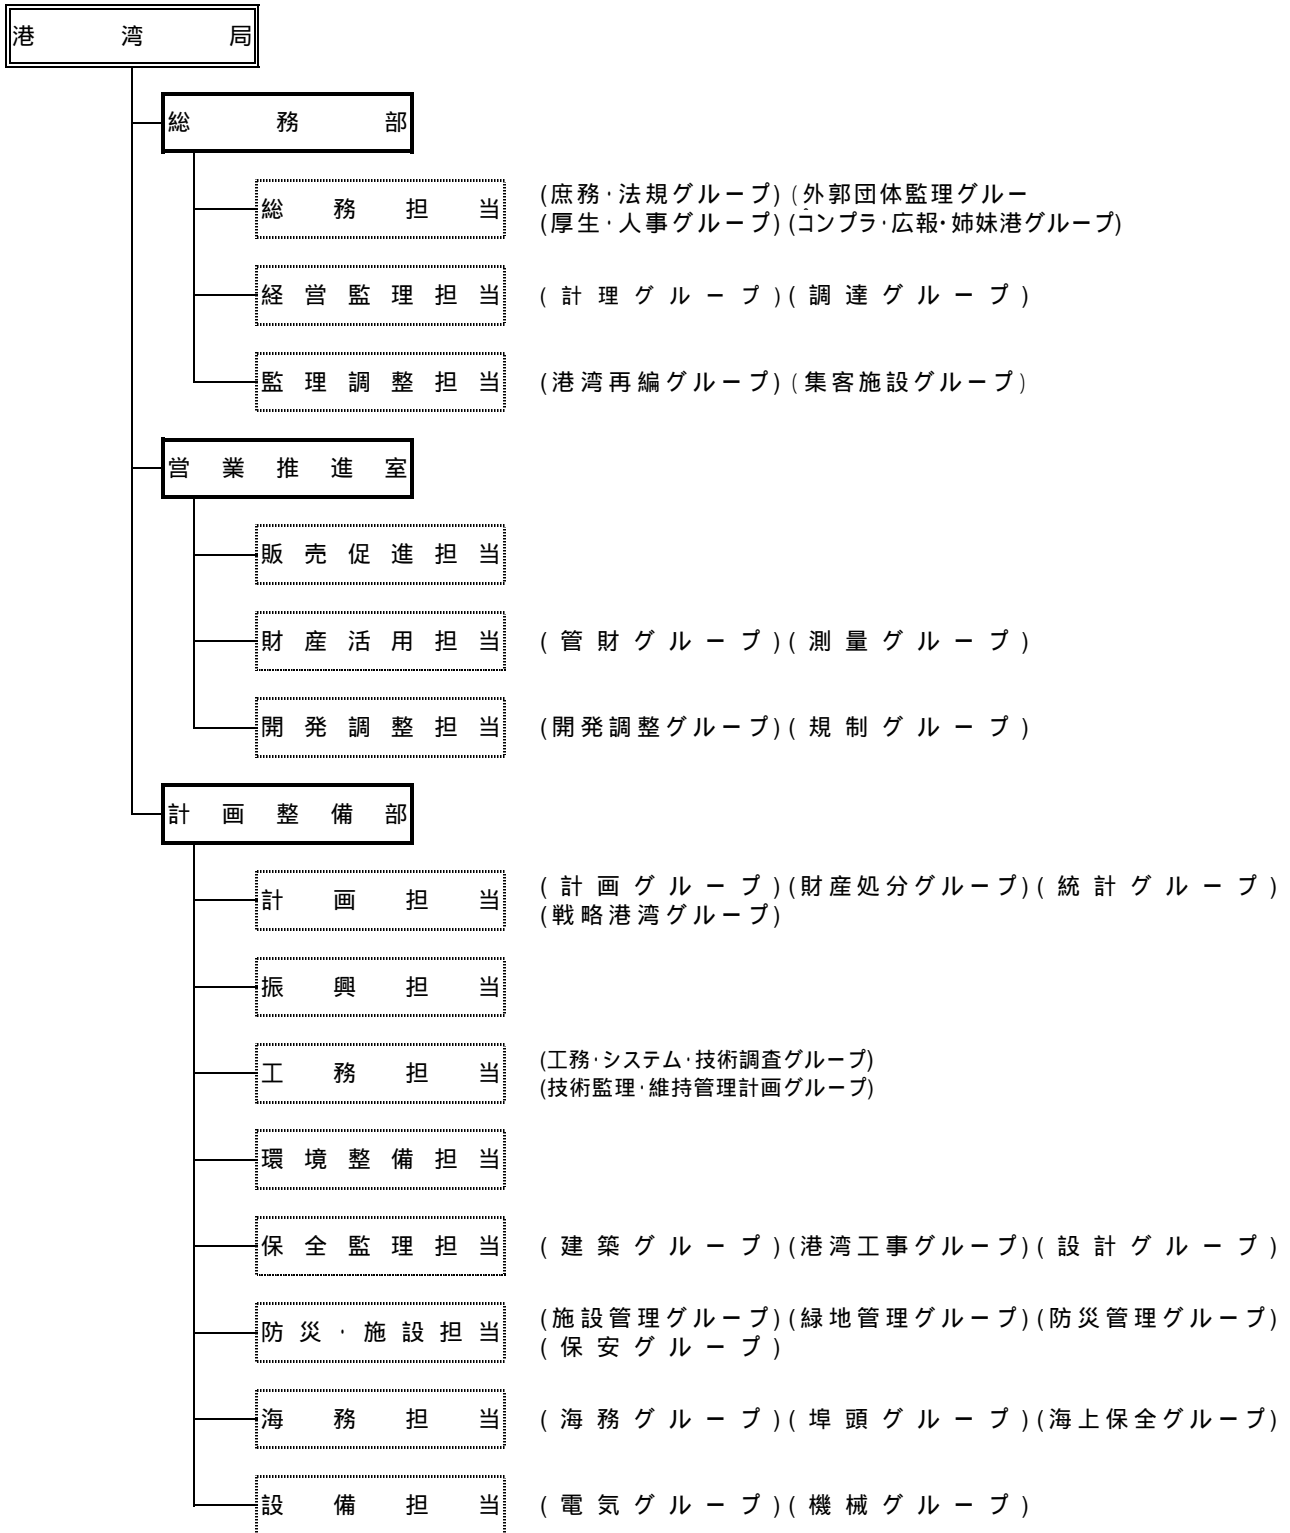 港湾局
総務部
総務担当 (庶務・法規グループ)(外郭団体監理グルー
(厚生・人事グループ)(コンプラ・広報・姉妹港グループ)
経営監理担当 (計理グループ)(調達グループ)
監理調整担当 (港湾再編グループ)(集客施設グループ)
営業推進室
販売促進担当
財産活用担当 (管財グループ)(測量グループ)
開発調整担当 (開発調整グループ)(規制グループ)
計画整備部
計画担当 (計画グループ)(財産処分グループ)(統計グループ)
(戦略港湾グループ)
振興担当
工務担当 (工務・システム・技術調査グループ)
(技術監理・維持管理計画グループ)
環境整備担当
保全監理担当 (建築グループ)(港湾工事グループ)(設計グループ)
防災・施設担当 (施設管理グループ)(緑地管理グループ)(防災管理グループ)
(保安グループ)
海務担当 (海務グループ)(埠頭グループ)(海上保全グループ)
設備担当 (電気グループ)(機械グループ)